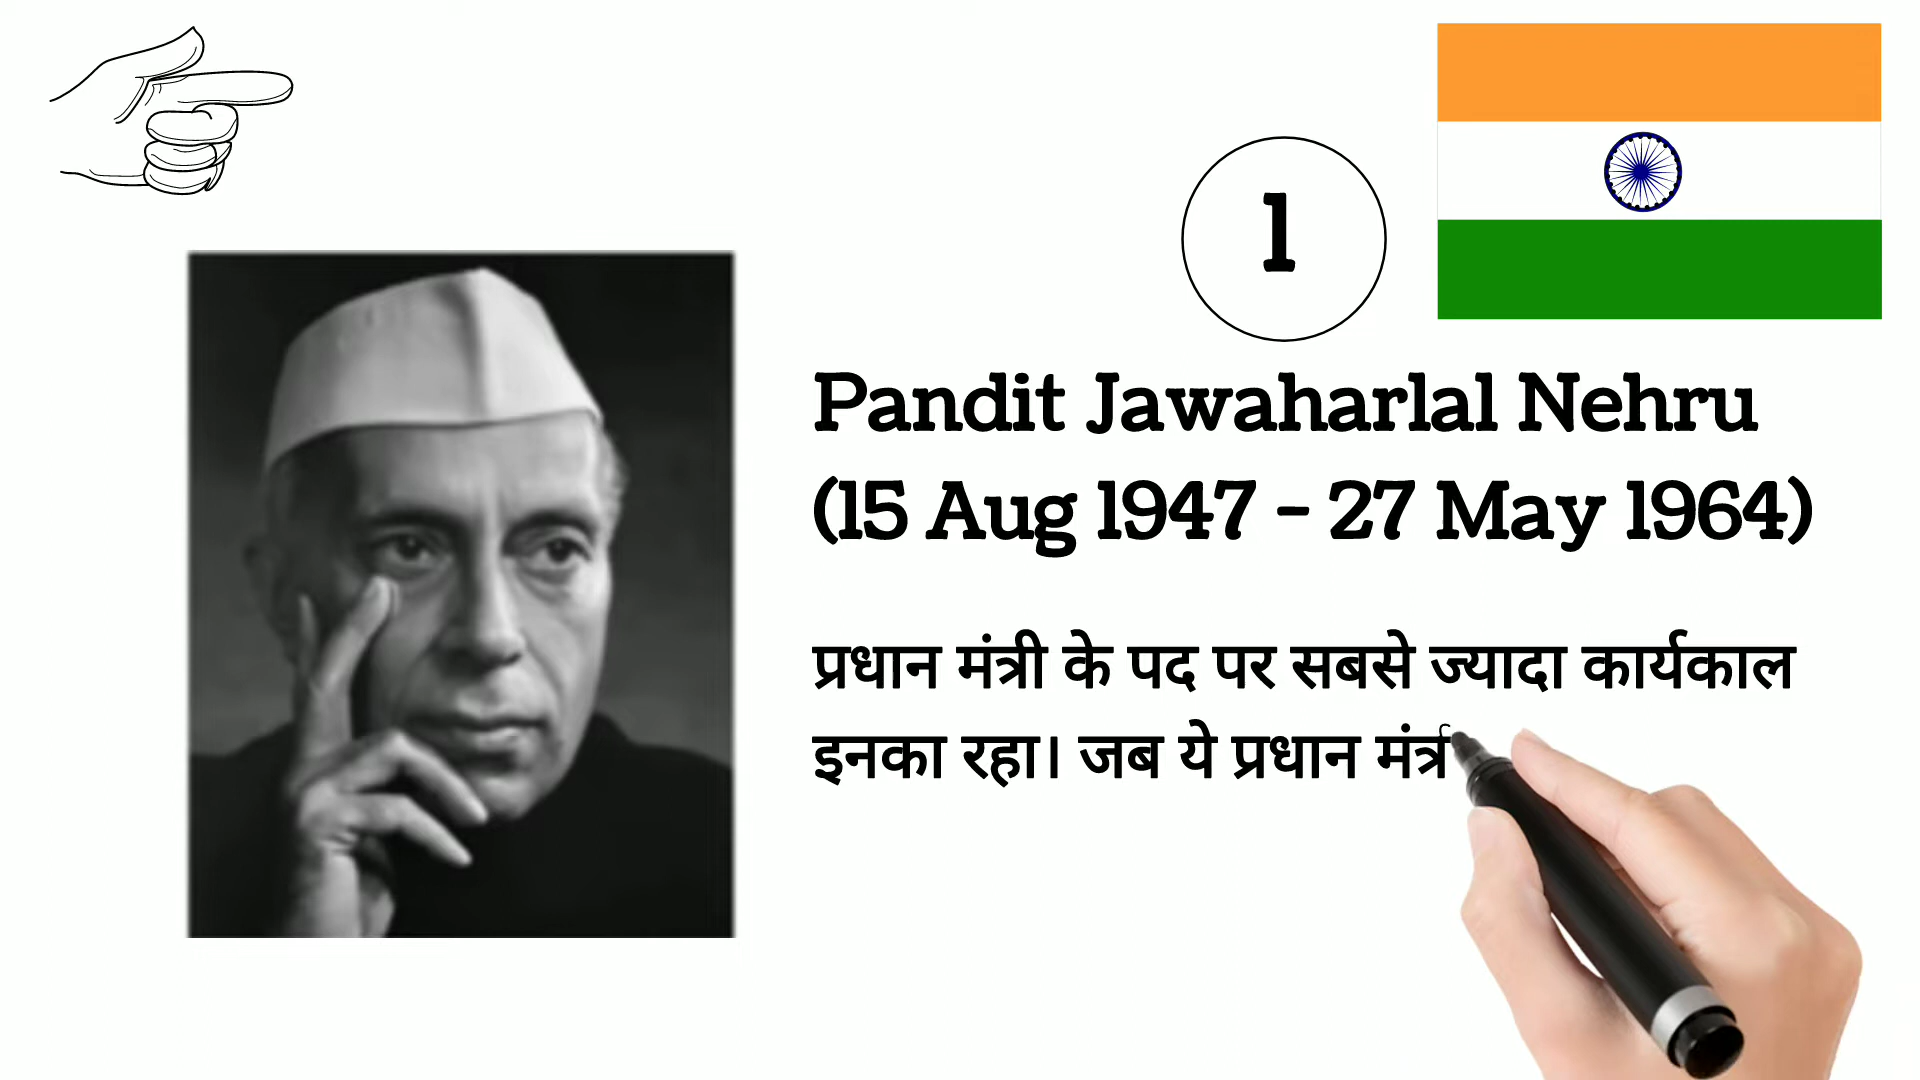 1
Pandit Jawaharlal Nehru
(15 Aug 1947 - 27 May 1964)
प्रधान मंत्री के पद पर सबसे ज्यादा कार्यकाल
इनका रहा। जब ये प्रधान